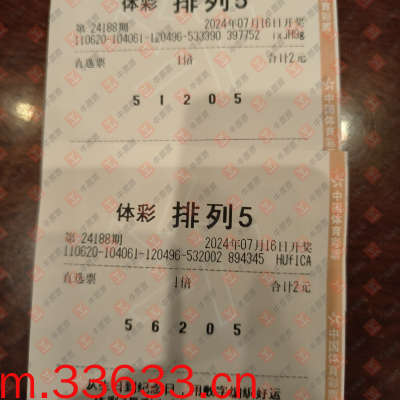 体彩 排列5
第 24188期 2024年07月16日开奖
110620-104061-120496-533390 397752
直选票 1倍 合计2元
5 1 2 0 5
体彩 排列5
第 24188期 2024年07月16日开奖
110620-104061-120496-532002 894345 HUfICA
直选票 1倍 合计2元
5 6 2 0 5
m.33633.cn
中国体育彩票